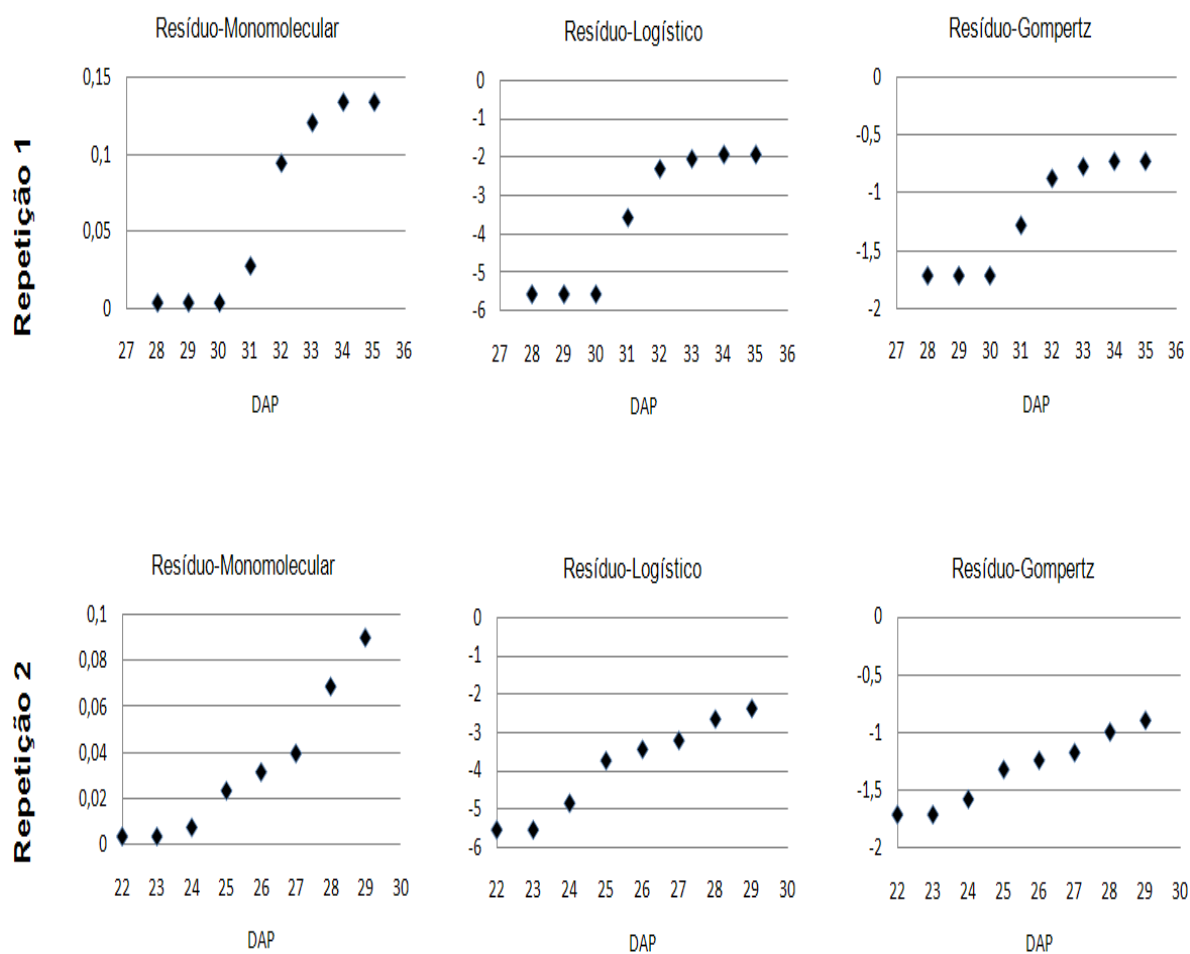 Repetição 1
Resíduo-Monomolecular
0,15
0,1
0,05
0
27 28 29 30 31 32 33 34 35 36
DAP
Resíduo-Logístico
0
-1
-2
-3
-4
-5
-6
27 28 29 30 31 32 33 34 35 36
DAP
Resíduo-Gompertz
0
-0,5
-1
-1,5
-2
27 28 29 30 31 32 33 34 35 36
DAP
Repetição 2
Resíduo-Monomolecular
0,1
0,08
0,06
0,04
0,02
0
22 23 24 25 26 27 28 29 30
DAP
Resíduo-Logístico
0
-1
-2
-3
-4
-5
-6
22 23 24 25 26 27 28 29 30
DAP
Resíduo-Gompertz
0
-0,5
-1
-1,5
-2
22 23 24 25 26 27 28 29 30
DAP